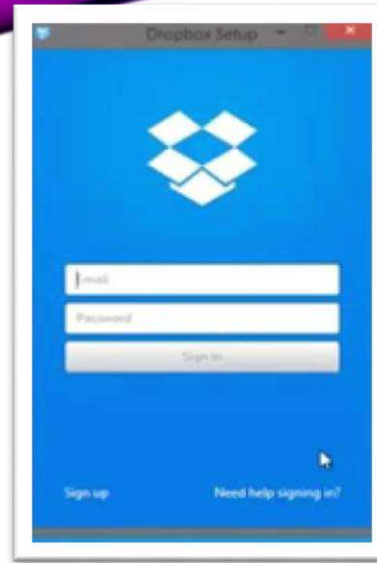 Dropbox Setup
Email
Password
Sign In
Sign up
Need help signing in?